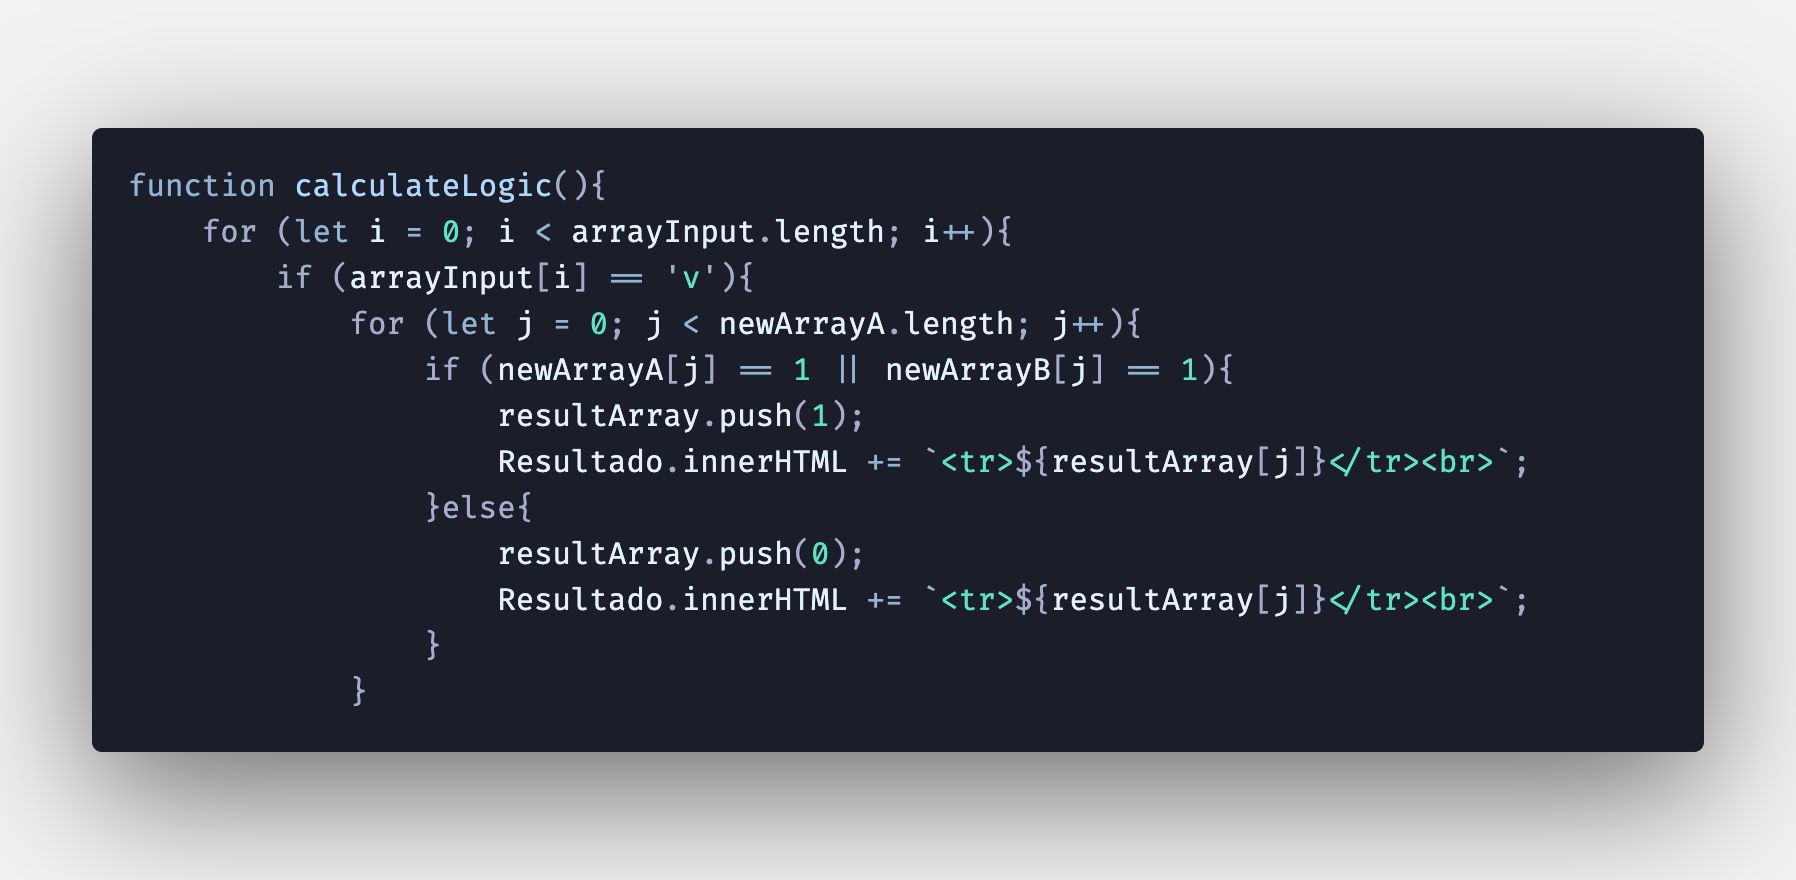 function calculateLogic(){
    for (let i = 0; i < arrayInput.length; i++){
        if (arrayInput[i] == 'v'){
            for (let j = 0; j < newArrayA.length; j++){
                if (newArrayA[j] == 1 || newArrayB[j] == 1){
                    resultArray.push(1);
                    Resultado.innerHTML += `<tr>${resultArray[j]}</tr><br>`;
                }else{
                    resultArray.push(0);
                    Resultado.innerHTML += `<tr>${resultArray[j]}</tr><br>`;
                }
            }